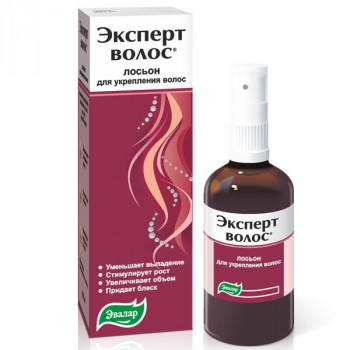 Эксперт
волос®
лосьон
для укрепления волос
Уменьшает выпадение
Стимулирует рост
Увеличивает объем
Придает блеск
Эвалар
Эксперт
волос®
лосьон
для укрепления волос
Эвалар